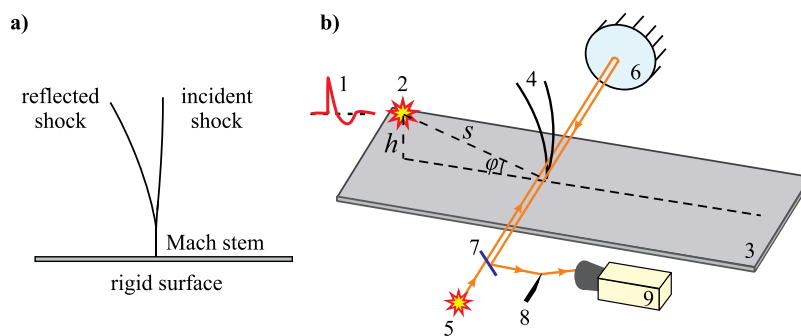 a)
reflected
shock
incident
shock
Mach stem
rigid surface
b)
1
2
4
6
s
h
φ
3
7
5
8
9